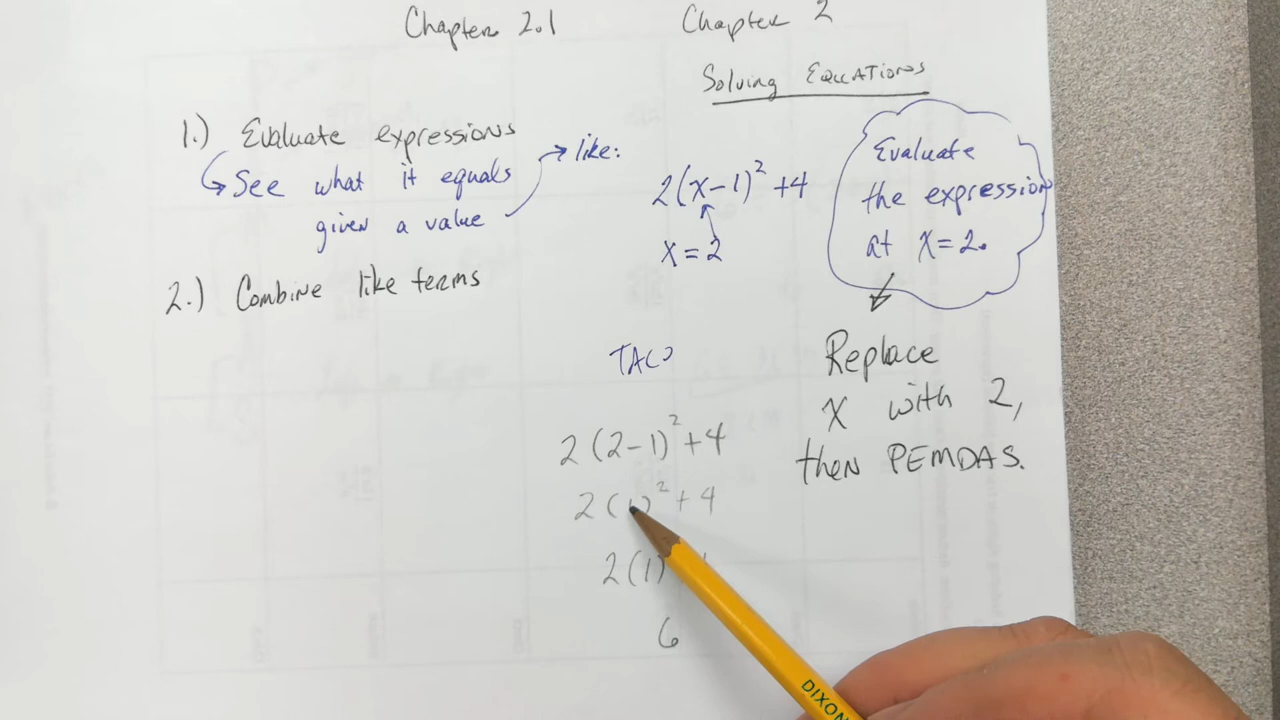 Chapter 2.1
Chapter 2
Solving Equations
1.) Evaluate expressions
See what it equals
given a value
like:
2(x-1)² +4
x=2
Evaluate
the expression
at x=2.
2.) Combine like terms
TACO
Replace
x with 2,
then PEMDAS.
2(2-1)²+4
2(1)²+4
2(1)
6
DIXON